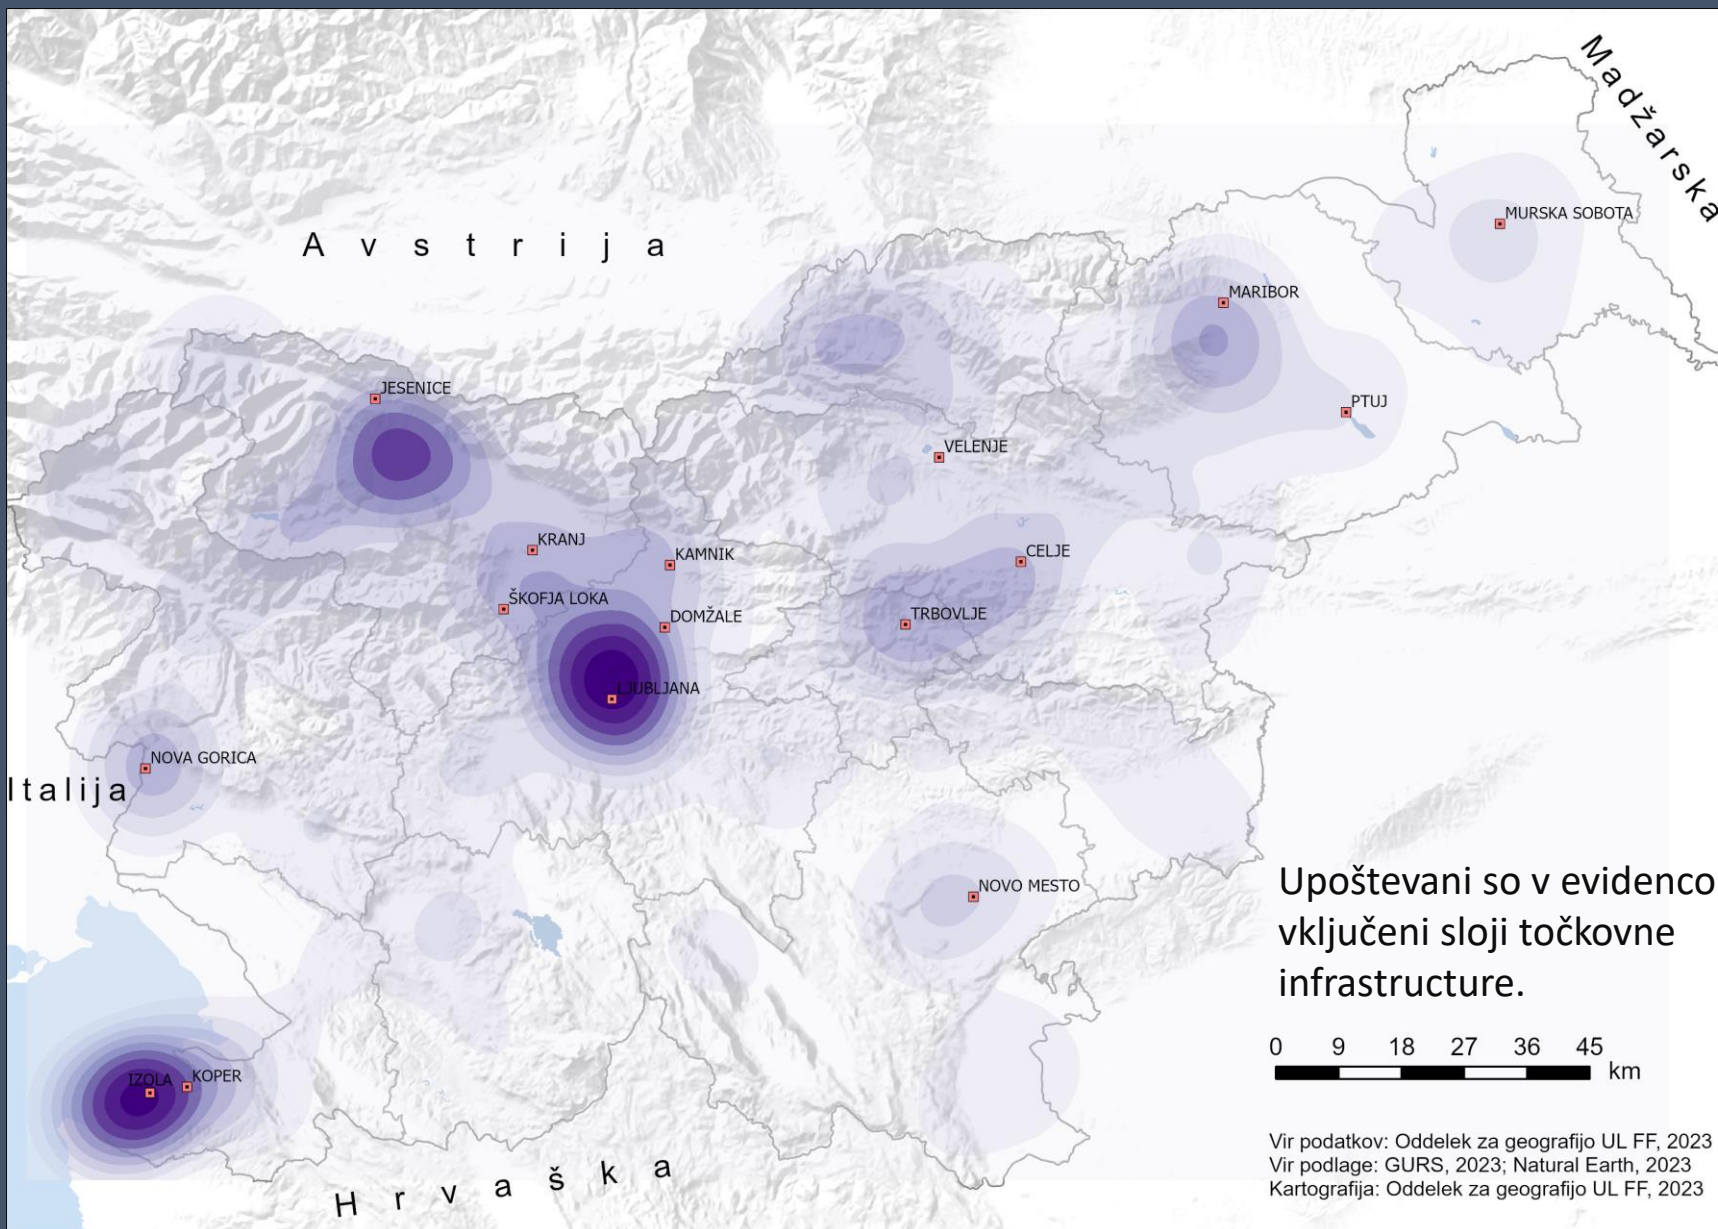 Madžarska
MURSKA SOBOTA
Avstrija
MARIBOR
JESENICE
PTUJ
VELENJE
KRANJ
KAMNIK
CELJE
ŠKOFJA LOKA
DOMŽALE
TRBOVLJE
LJUBLJANA
NOVA GORICA
Italija
NOVO MESTO
Upoštevani so v evidenco
vključeni sloji točkovne
infrastructure.
0 9 18 27 36 45
km
IZOLA
KOPER
Hrvaška
Vir podatkov: Oddelek za geografijo UL FF, 2023
Vir podlage: GURS, 2023; Natural Earth, 2023
Kartografija: Oddelek za geografijo UL FF, 2023